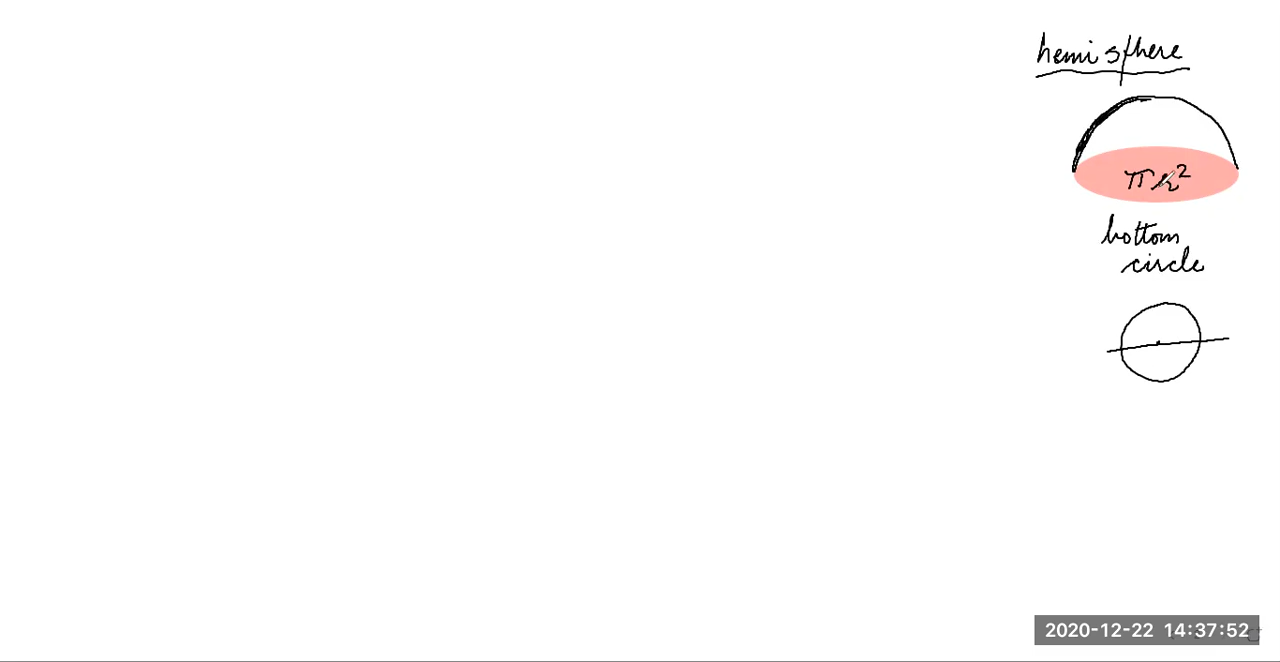 hemisphere
πr²
bottom
circle
2020-12-22 14:37:52